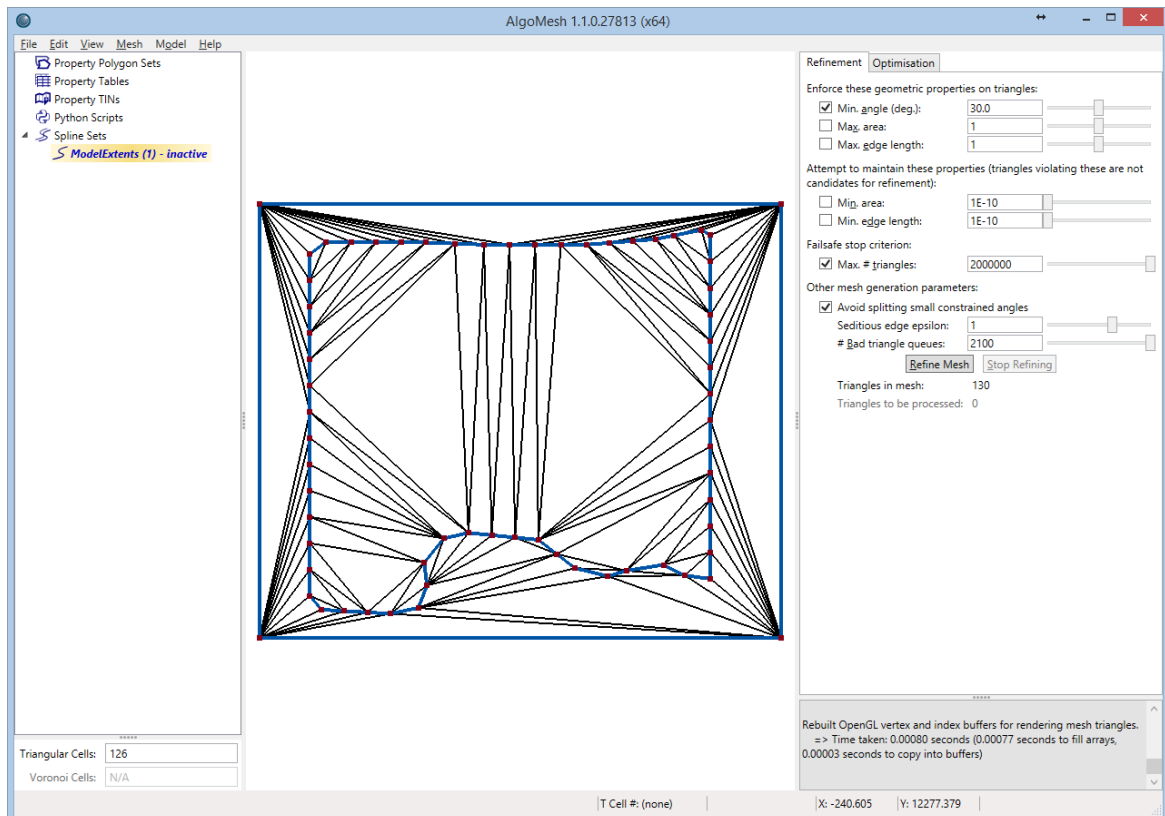 AlgoMesh 1.1.0.27813 (x64)
File Edit View Mesh Model Help
Property Polygon Sets
Property Tables
Property TINs
Python Scripts
Spline Sets
ModelExtents (1) - inactive
Triangular Cells: 126
Voronoi Cells: N/A
Refinement Optimisation
Enforce these geometric properties on triangles:
Min. angle (deg.): 30.0
Max. area: 1
Max. edge length: 1
Attempt to maintain these properties (triangles violating these are not
candidates for refinement):
Min. area: 1E-10
Min. edge length: 1E-10
Failsafe stop criterion:
Max. # triangles: 2000000
Other mesh generation parameters:
Avoid splitting small constrained angles
Seditious edge epsilon: 1
# Bad triangle queues: 2100
Refine Mesh Stop Refining
Triangles in mesh: 130
Triangles to be processed: 0
Rebuilt OpenGL vertex and index buffers for rendering mesh triangles.
=> Time taken: 0.00080 seconds (0.00077 seconds to fill arrays,
0.00003 seconds to copy into buffers)
T Cell #: (none) X: -240.605 Y: 12277.379